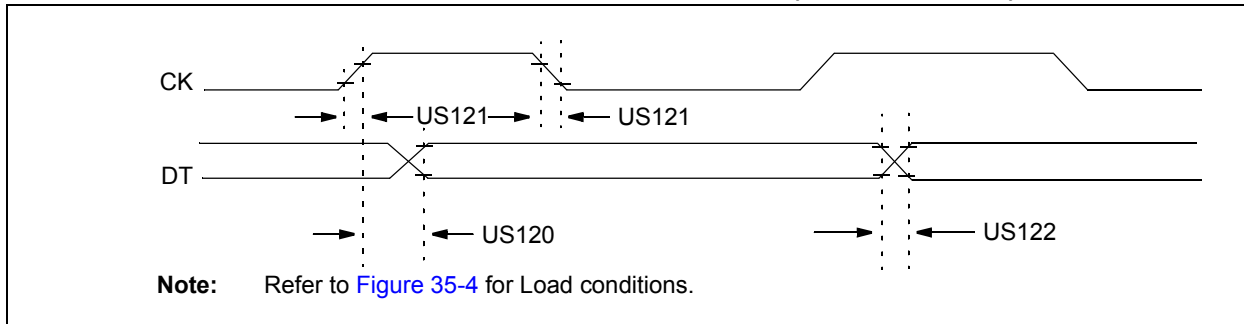 CK
US121 US121
DT
US120
US122
Note: Refer to Figure 35-4 for Load conditions.